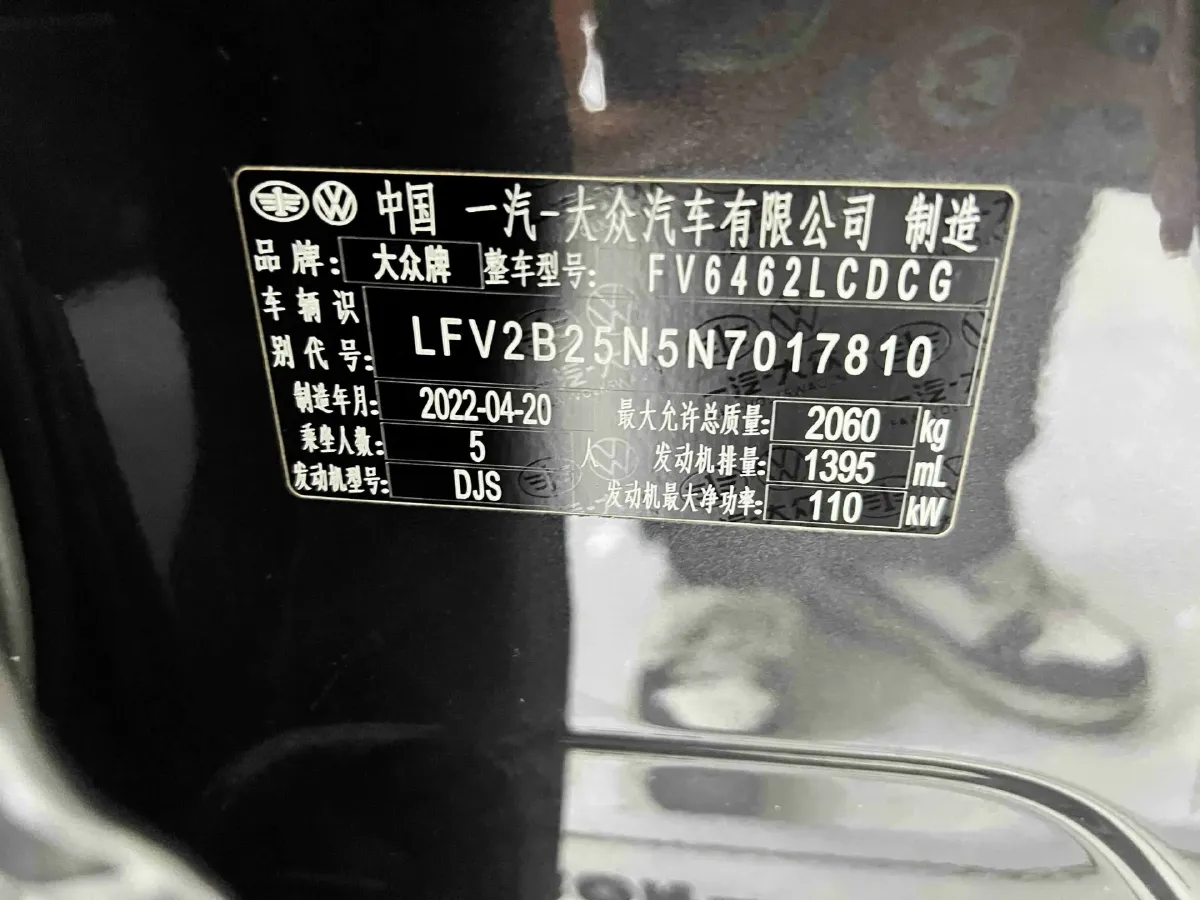 中国 一汽-大众汽车有限公司 制造
品牌: 大众牌 整车型号: FV6462LCDCG
车辆识别代号: LFV2B25N5N7017810
制造年月: 2022-04-20 最大允许总质量: 2060 kg
乘坐人数: 5 人 发动机排量: 1395 mL
发动机型号: DJS 发动机最大净功率: 110 kW